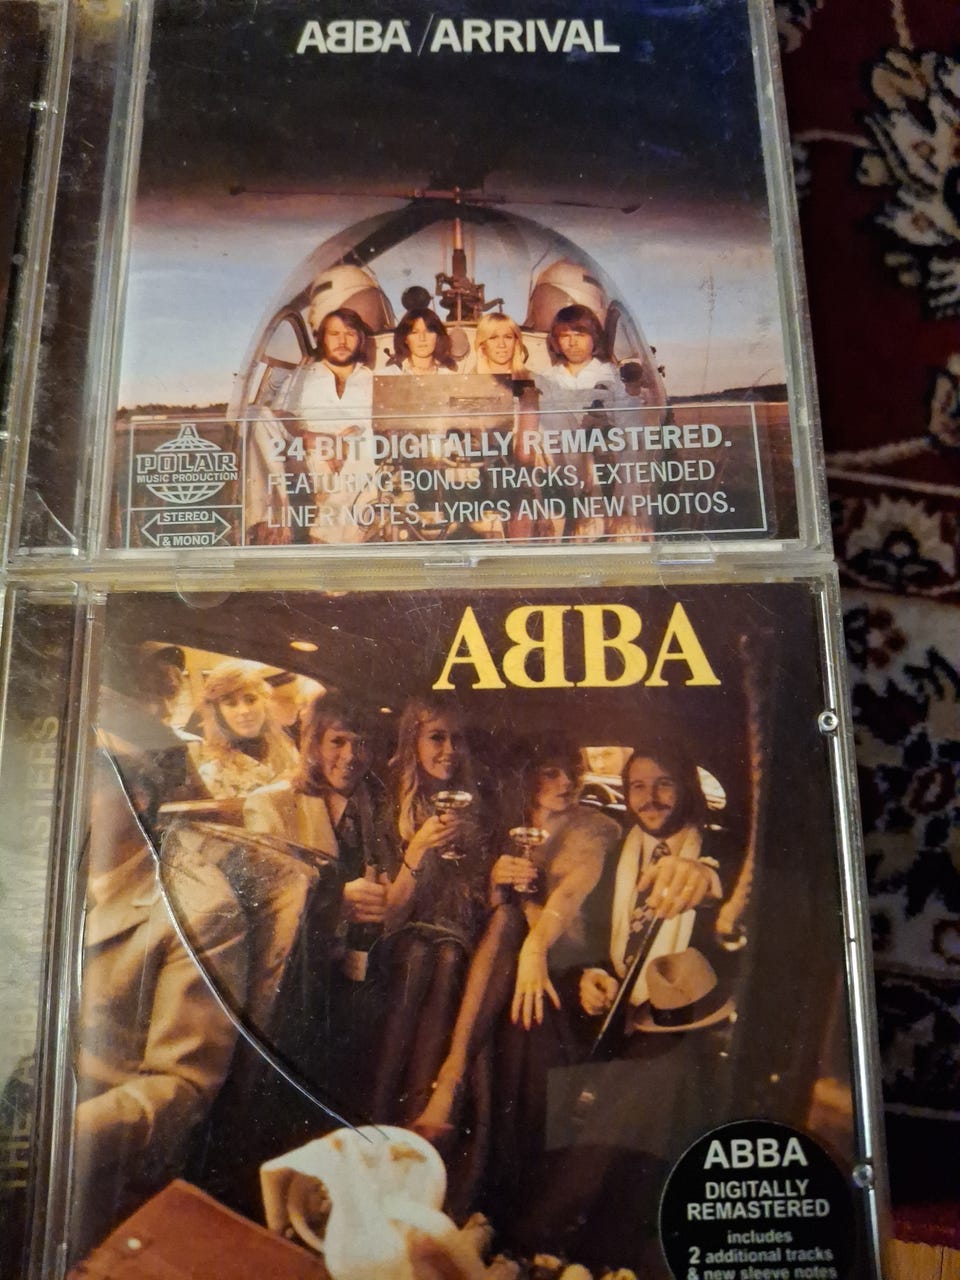 ABBA/ARRIVAL
A
POLAR
MUSIC PRODUCTION
STEREO
& MONO
24 BIT DIGITALLY REMASTERED.
FEATURING BONUS TRACKS, EXTENDED
LINER NOTES, LYRICS AND NEW PHOTOS.
ABBA
ABBA
DIGITALLY
REMASTERED
includes
2 additional tracks
& new sleeve notes